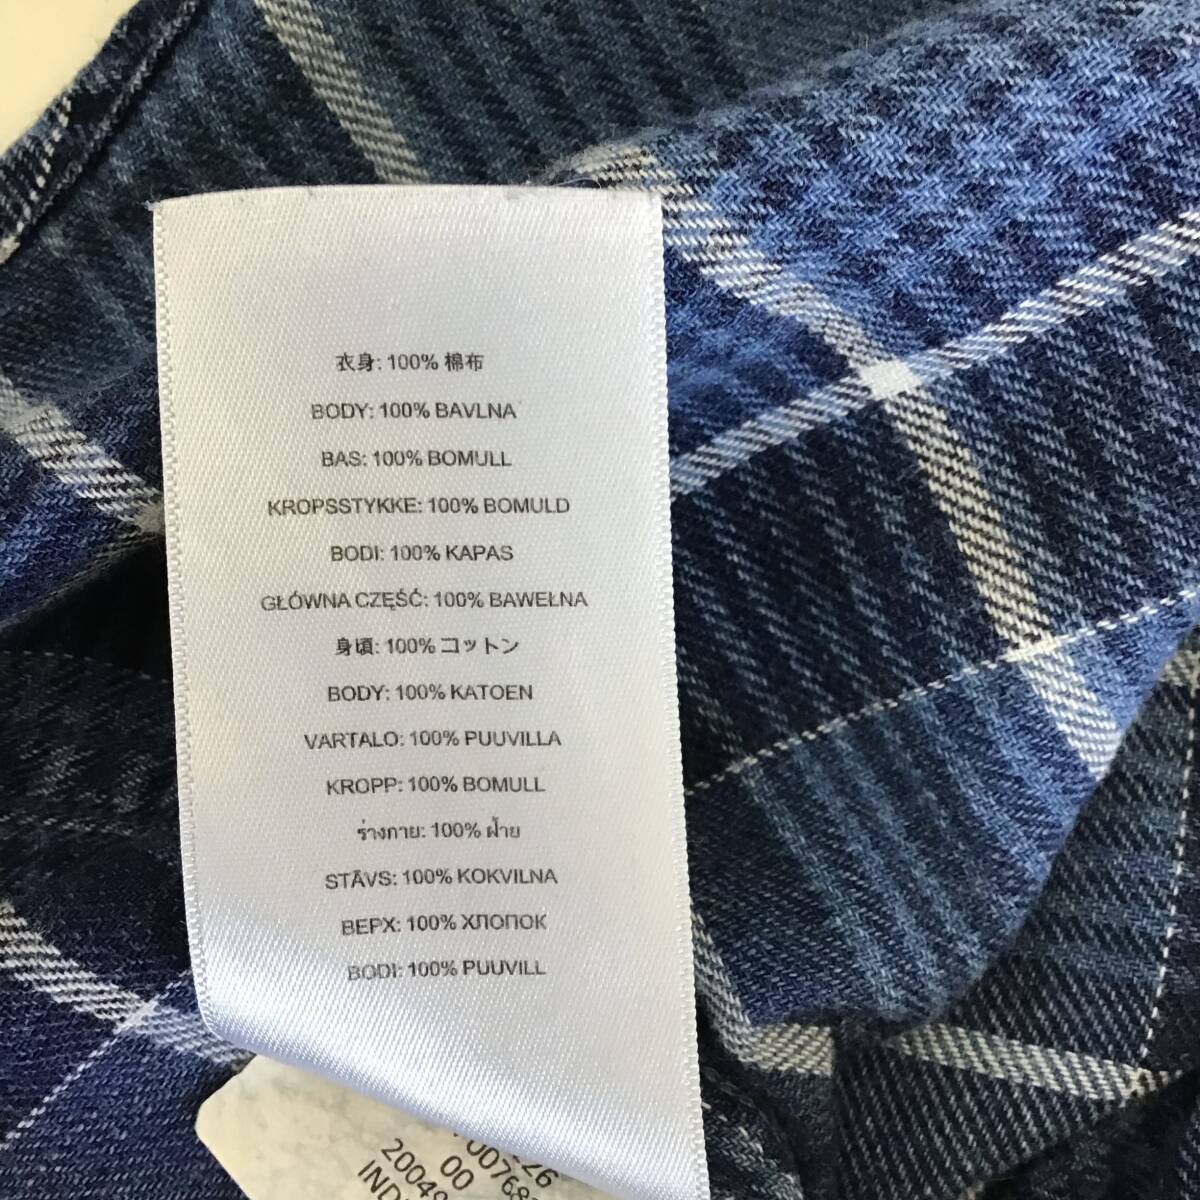 衣身: 100% 棉布
BODY: 100% BAVLNA
BAS: 100% BOMULL
KROPSSTYKKE: 100% BOMULD
BODI: 100% KAPAS
GŁÓWNA CZĘŚĆ: 100% BAWEŁNA
身頃: 100% コットン
BODY: 100% KATOEN
VARTALO: 100% PUUVILLA
KROPP: 100% BOMULL
ร่างกาย: 100% ฝ้าย
STĀVS: 100% KOKVILNA
ВЕРХ: 100% ХЛОПОК
BODI: 100% PUUVILL
00